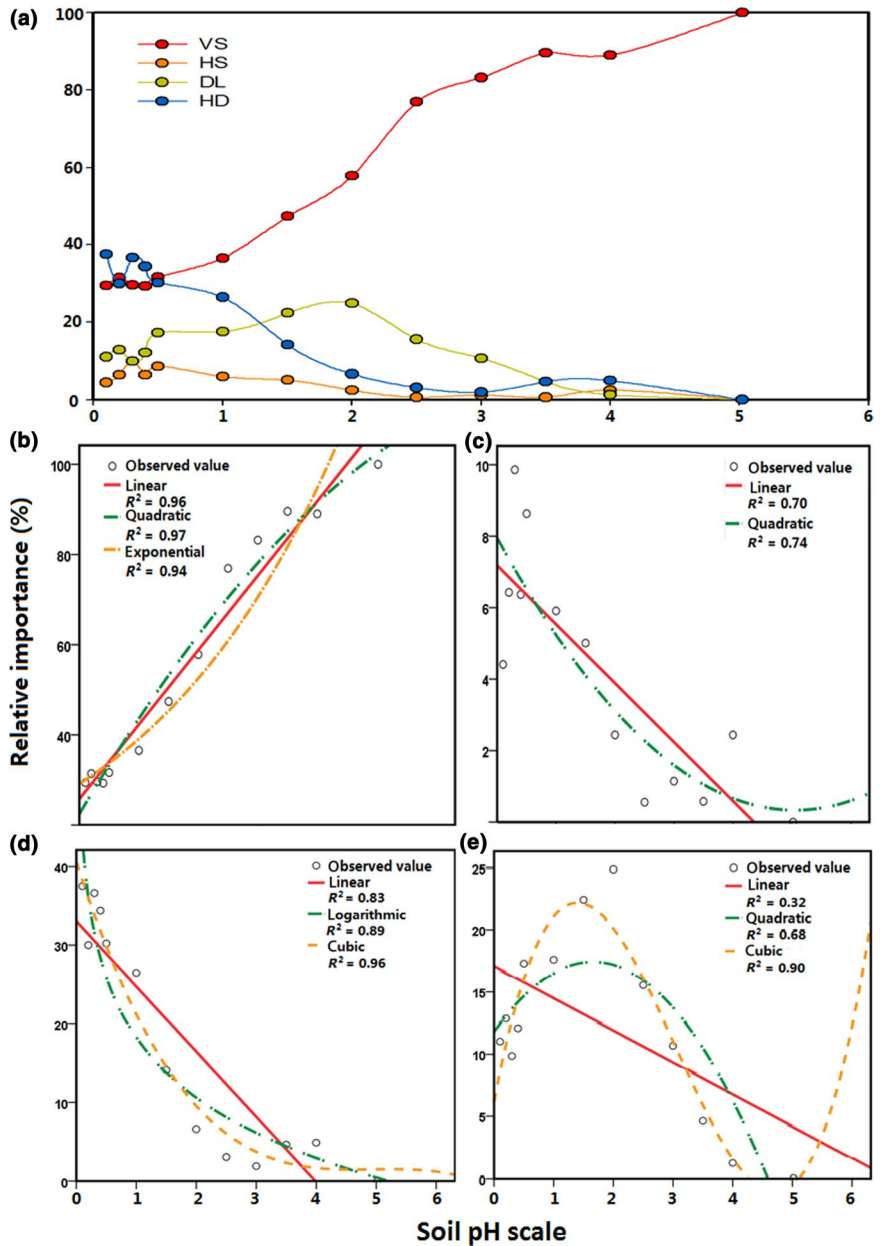 (a)
100
80
60
40
20
0
VS
HS
DL
HD
0 1 2 3 4 5 6
Relative importance (%)
(b)
100
80
60
40
Observed value
Linear
R² = 0.96
Quadratic
R² = 0.97
Exponential
R² = 0.94
(c)
10
8
6
4
2
0
Observed value
Linear
R² = 0.70
Quadratic
R² = 0.74
(d)
40
30
20
10
0
Observed value
Linear
R² = 0.83
Logarithmic
R² = 0.89
Cubic
R² = 0.96
0 1 2 3 4 5 6
(e)
25
20
15
10
5
0
Observed value
Linear
R² = 0.32
Quadratic
R² = 0.68
Cubic
R² = 0.90
0 1 2 3 4 5 6
Soil pH scale